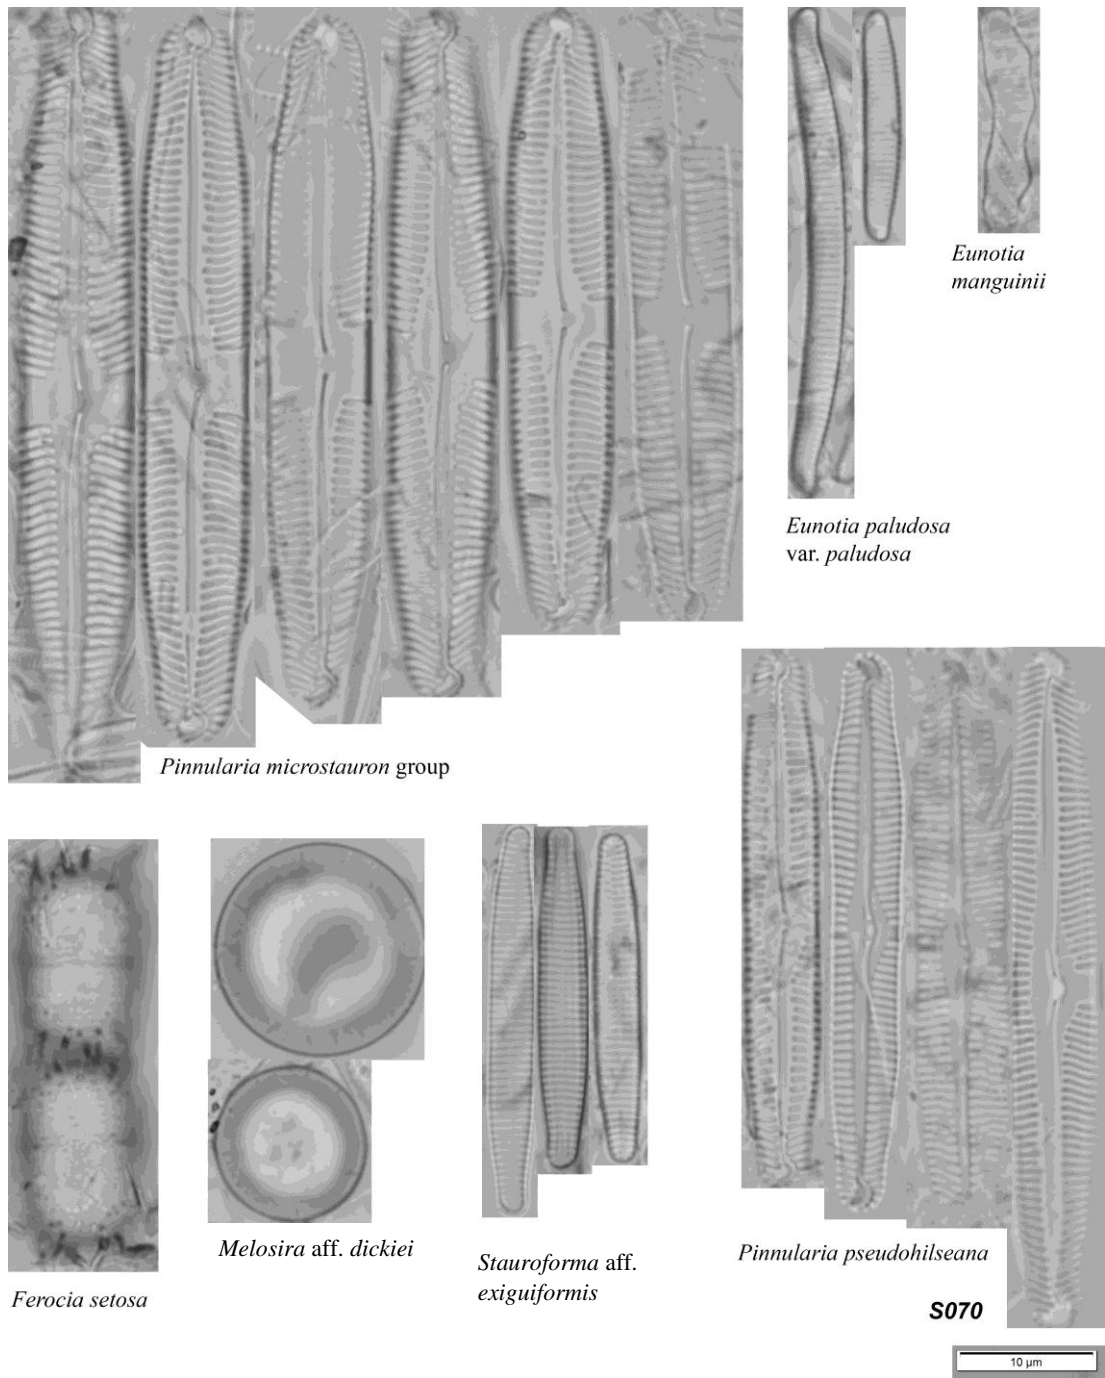 Eunotia
manguinii
Eunotia paludosa
var. paludosa
Pinnularia microstauron group
Melosira aff. dickiei
Stauroforma aff.
exiguiformis
Pinnularia pseudohilseana
Ferocia setosa
S070
10 µm